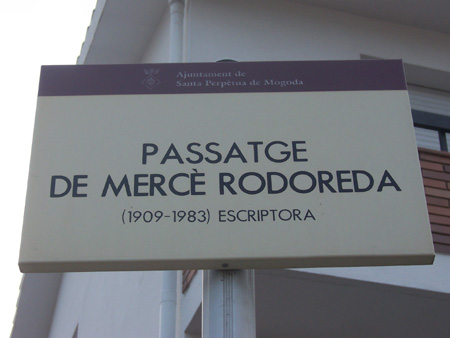 Ajuntament de
Santa Perpètua de Mogoda
PASSATGE
DE MERCÈ RODOREDA
(1909-1983) ESCRIPTORA